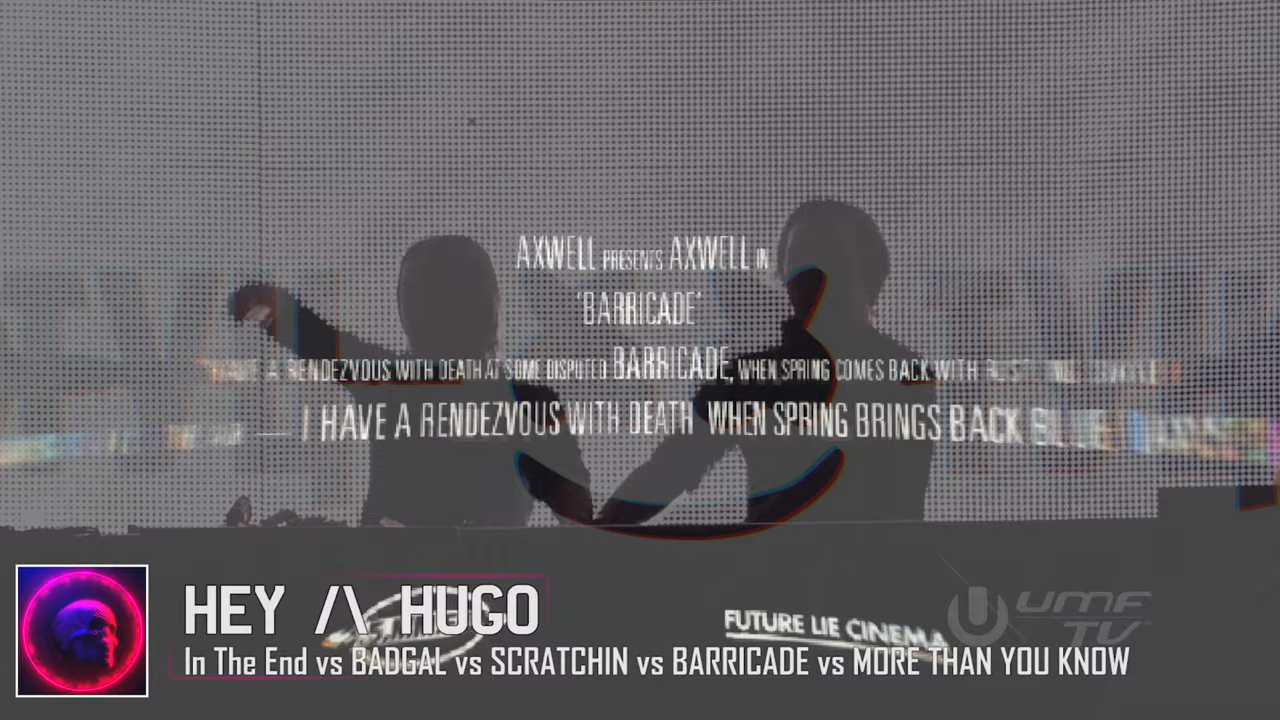 AXWELL PRESENTS AXWELL IN
'BARRICADE'
HAVE A RENDEZVOUS WITH DEATH AT SOME DISPUTED BARRICADE, WHEN SPRING COMES BACK WITH
I HAVE A RENDEZVOUS WITH DEATH WHEN SPRING BRINGS BACK
HEY /\ HUGO
FUTURE LIE CINEMA
UMF TV
In The End vs BADGAL vs SCRATCHIN vs BARRICADE vs MORE THAN YOU KNOW